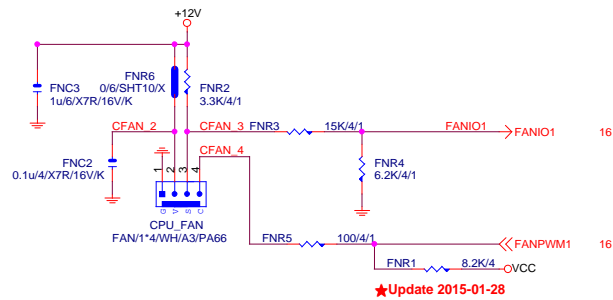 +12V
FNC3
1u/6/X7R/16V/K
FNR6
0/6/SHT10/X
FNR2
3.3K/4/1
CFAN_2
CFAN_3
FNR3
15K/4/1
FANIO1
FANIO1
16
CFAN_4
FNC2
0.1u/4/X7R/16V/K
FNR4
6.2K/4/1
1
2
3
4
G
V
S
C
CPU_FAN
FAN/1*4/WH/A3/PA66
FNR5
100/4/1
FANPWM1
16
FNR1
8.2K/4
VCC
★Update 2015-01-28